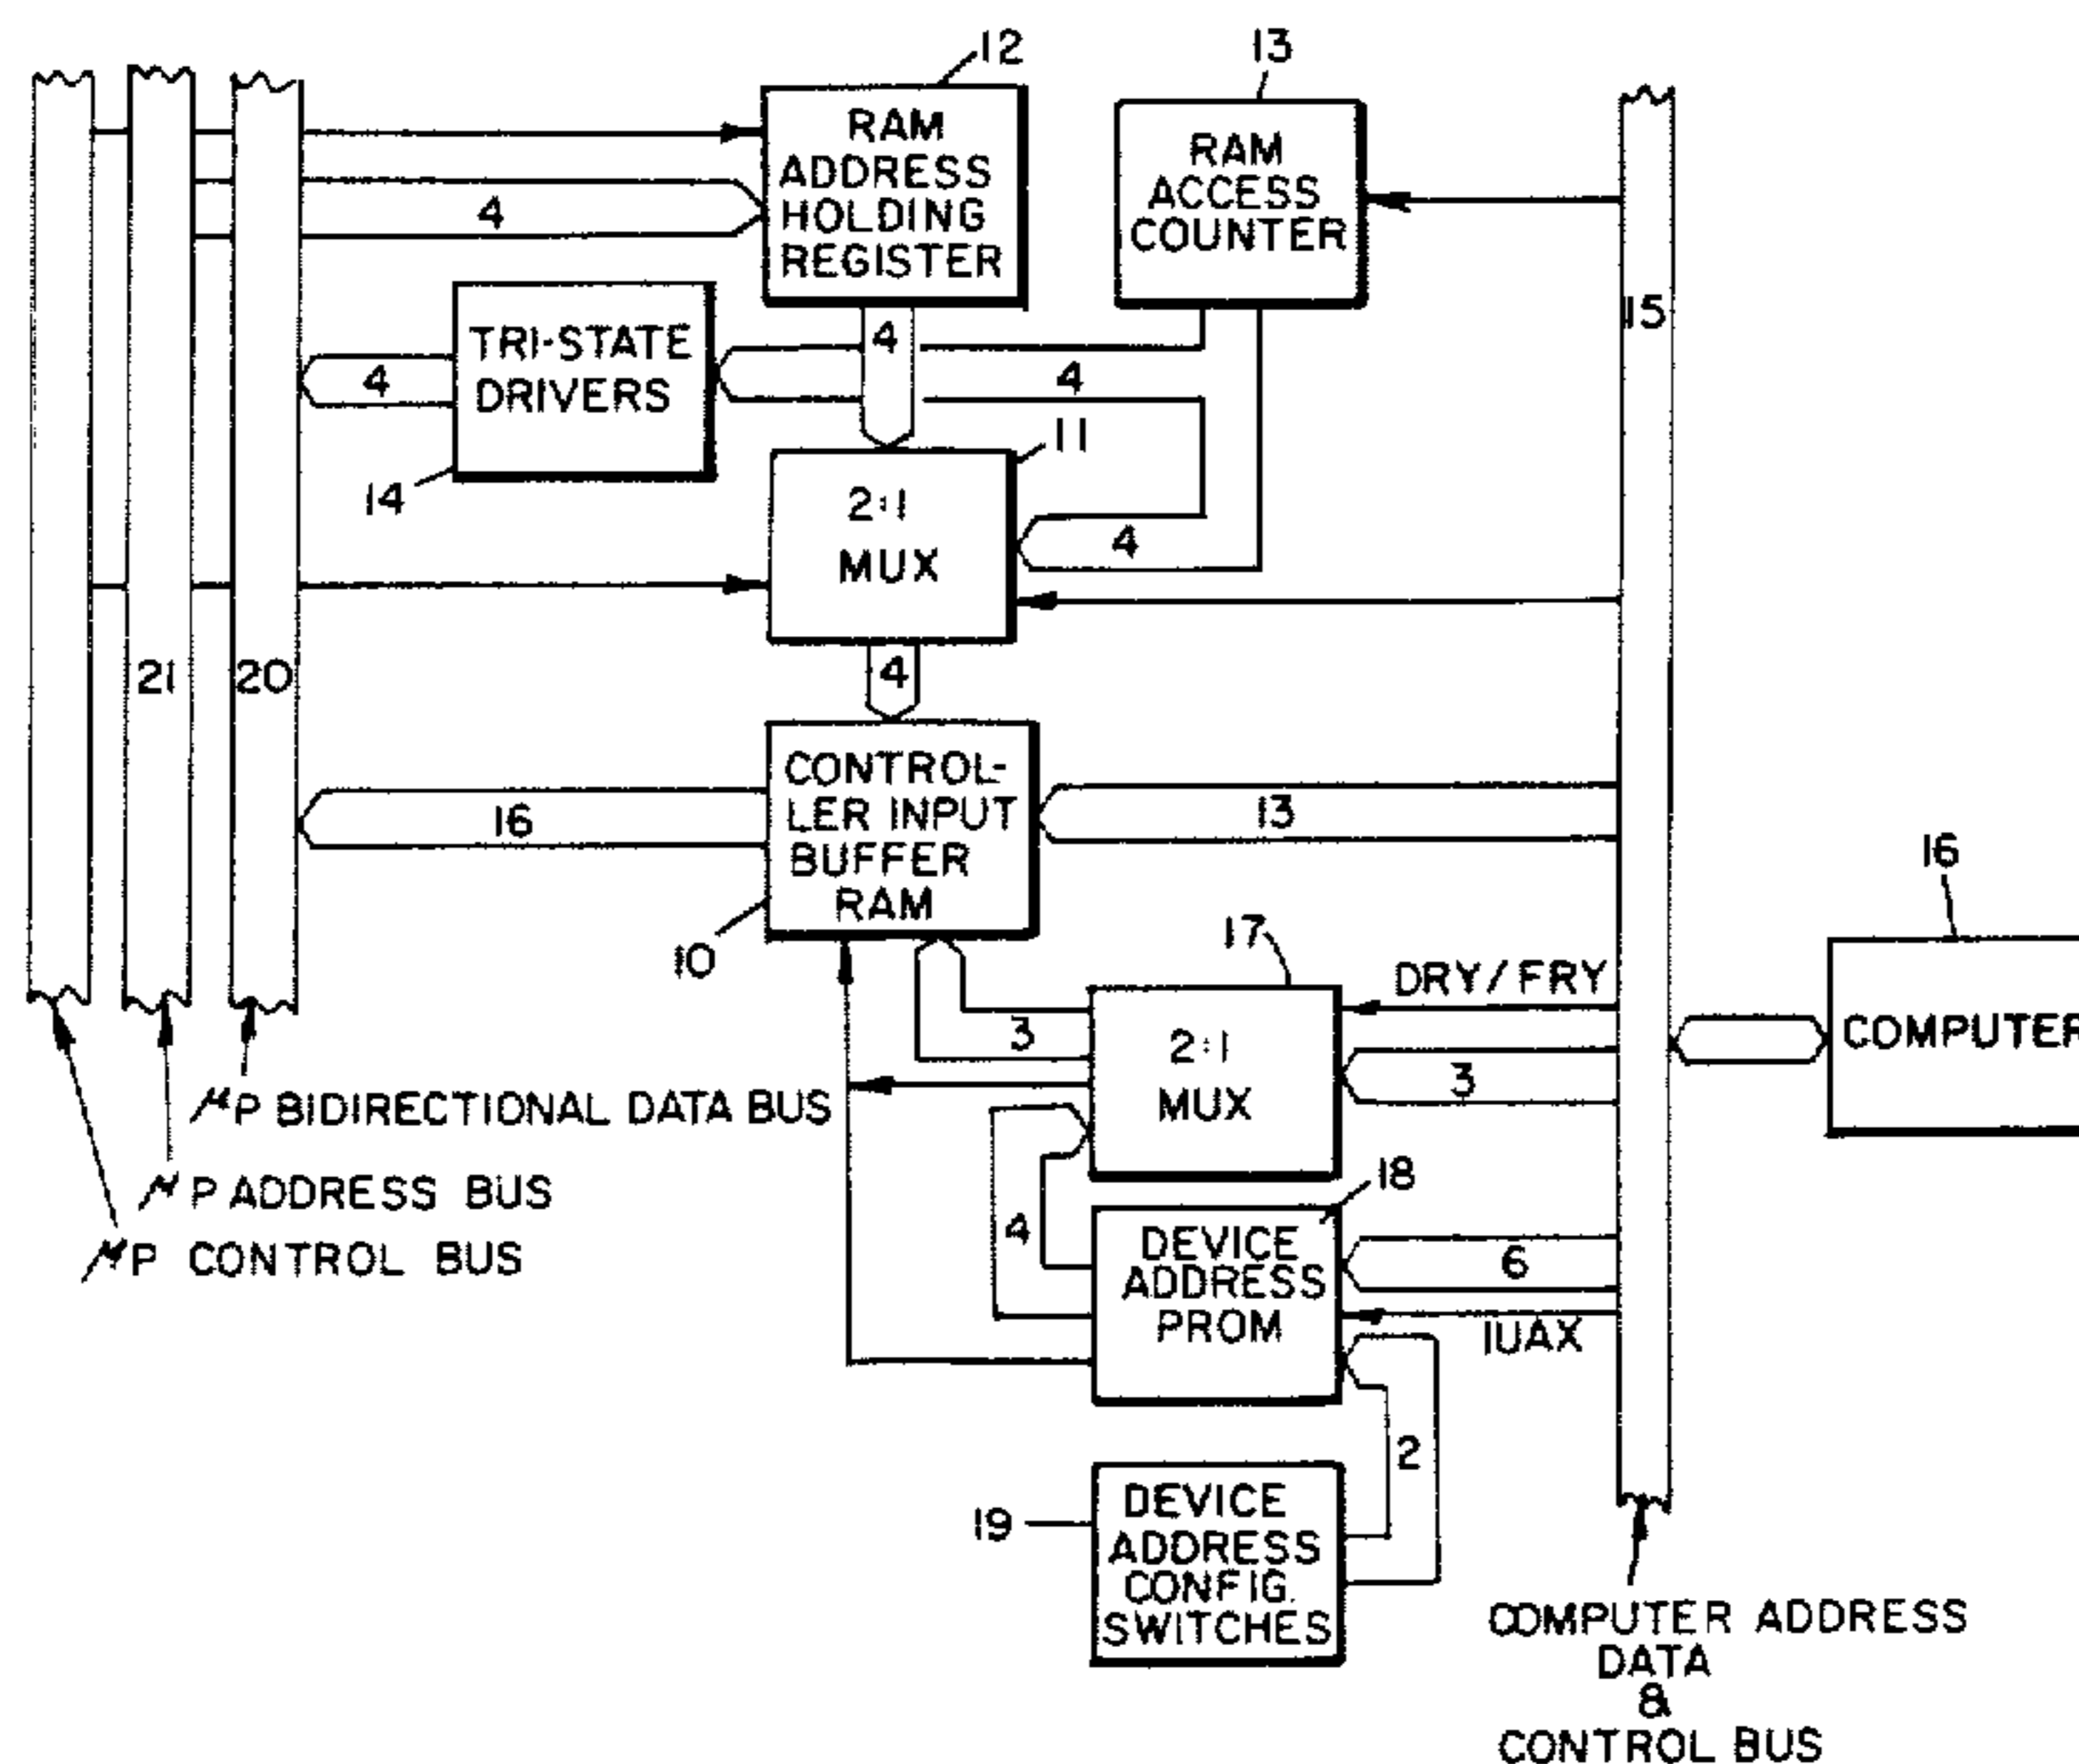 12
13
RAM
ADDRESS
HOLDING
REGISTER
RAM
ACCESS
COUNTER
4
15
TRI-STATE
DRIVERS
4
4
4
11
14
2:1
MUX
4
21
20
4
CONTROL-
LER INPUT
BUFFER
RAM
16
13
16
10
17
DRY/FRY
COMPUTER
3
2:1
MUX
3
μP BIDIRECTIONAL DATA BUS
μP ADDRESS BUS
μP CONTROL BUS
18
4
DEVICE
ADDRESS
PROM
6
IUAX
2
19
DEVICE
ADDRESS
CONFIG.
SWITCHES
COMPUTER ADDRESS
DATA
&
CONTROL BUS